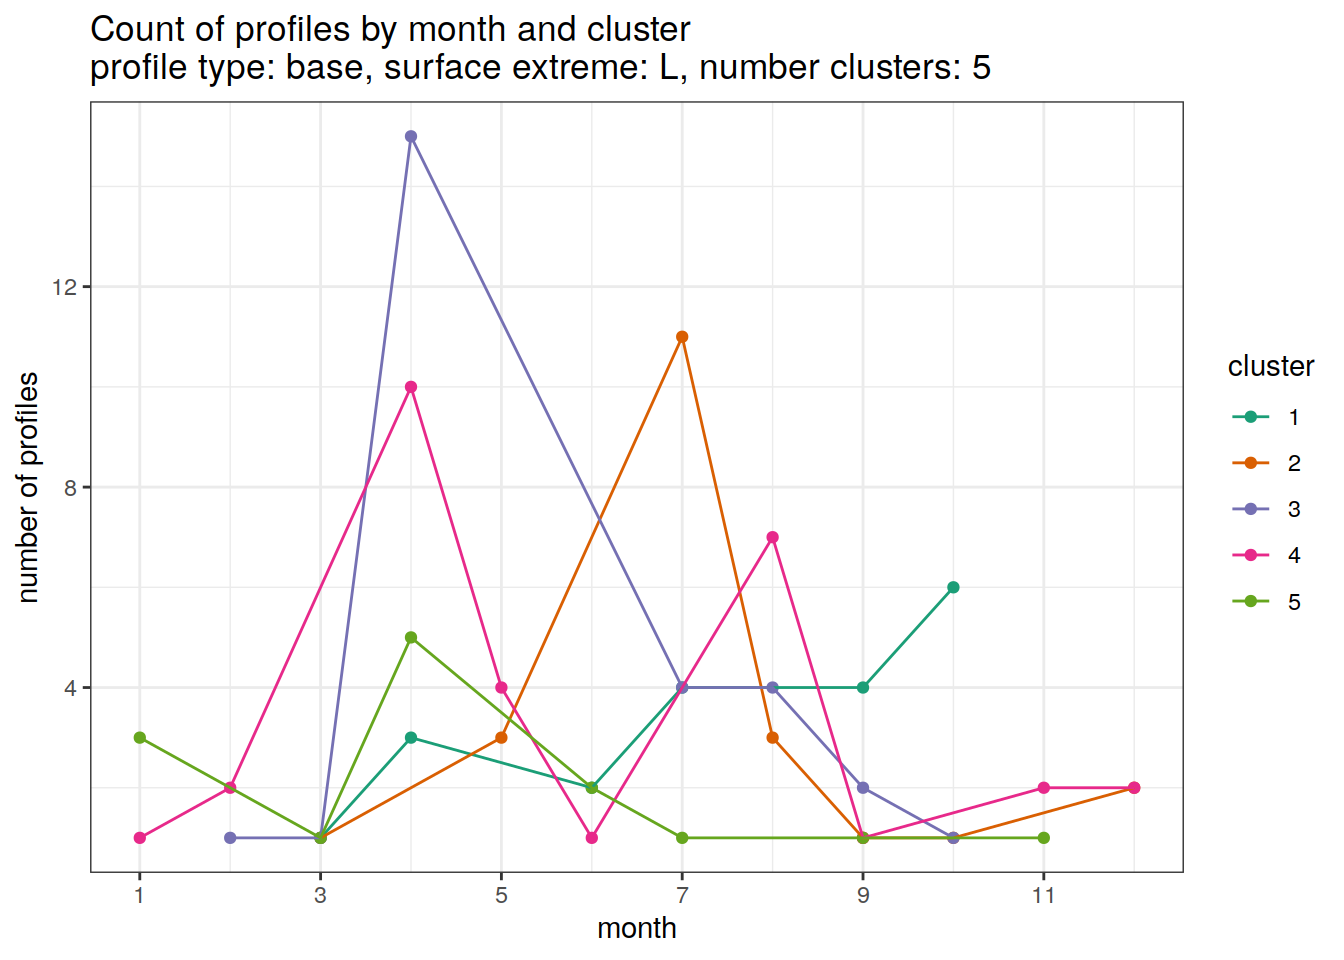 Count of profiles by month and cluster
profile type: base, surface extreme: L, number clusters: 5
12
8
4
number of profiles
1 3 5 7 9 11
month
cluster
1
2
3
4
5